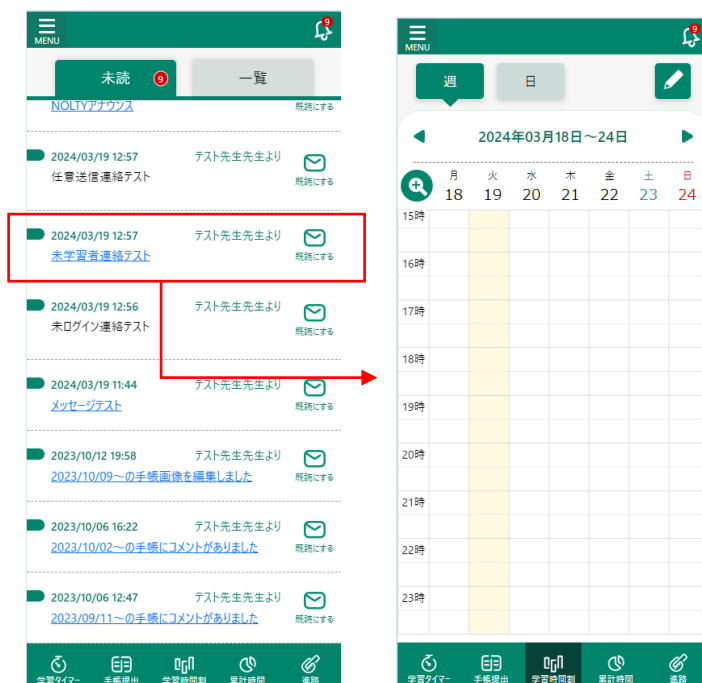 MENU
9
未読 9
一覧
NOLTYアナウンス
既読にする
2024/03/19 12:57 テスト先生先生より
任意送信連絡テスト
既読にする
2024/03/19 12:57 テスト先生先生より
未学習者連絡テスト
既読にする
2024/03/19 12:56 テスト先生先生より
未ログイン連絡テスト
既読にする
2024/03/19 11:44 テスト先生先生より
メッセージテスト
既読にする
2023/10/12 19:58 テスト先生先生より
2023/10/09～の手帳画像を編集しました
既読にする
2023/10/06 16:22 テスト先生先生より
2023/10/02～の手帳にコメントがありました
既読にする
2023/10/06 12:47 テスト先生先生より
2023/09/11～の手帳にコメントがありました
既読にする
学習タイマー 手帳提出 学習時間割 累計時間 進路
MENU
9
週 日
2024年03月18日～24日
月 火 水 木 金 土 日
18 19 20 21 22 23 24
15時
16時
17時
18時
19時
20時
21時
22時
23時
学習タイマー 手帳提出 学習時間割 累計時間 進路